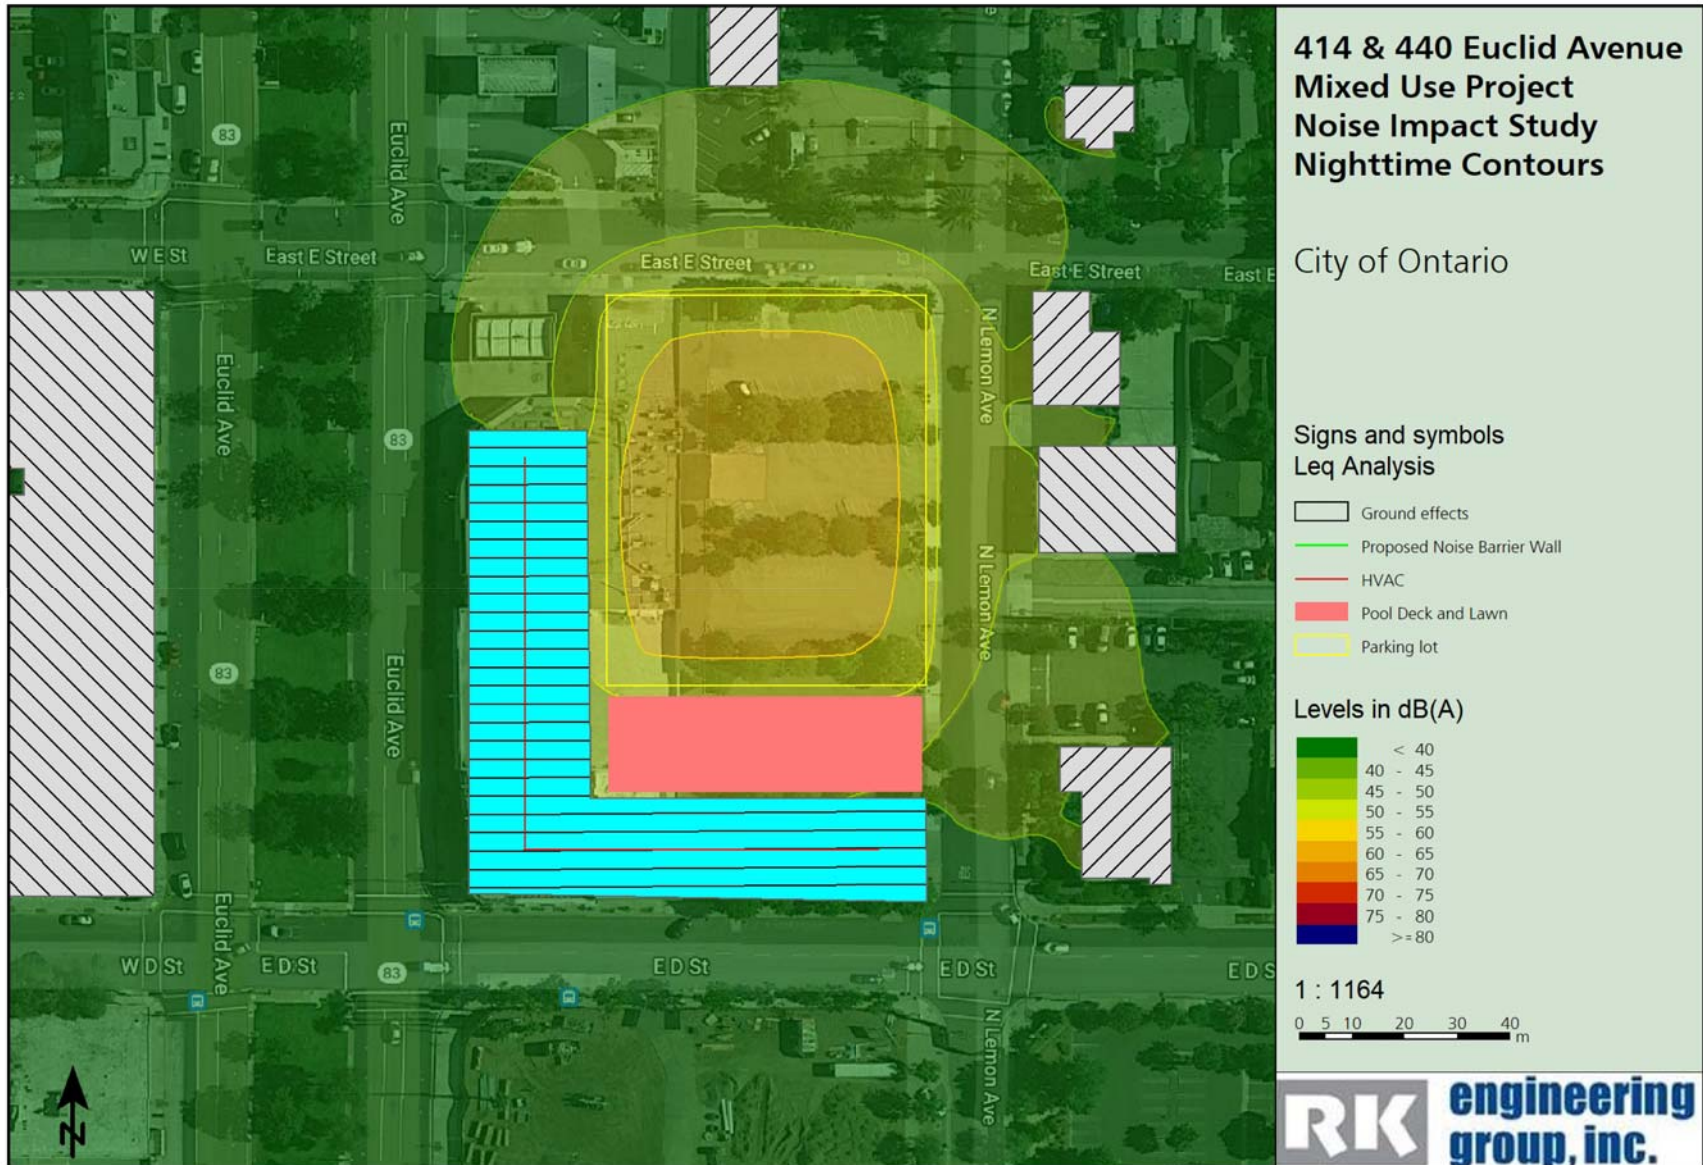 414 & 440 Euclid Avenue
Mixed Use Project
Noise Impact Study
Nighttime Contours
City of Ontario
Signs and symbols
Leq Analysis
Ground effects
Proposed Noise Barrier Wall
HVAC
Pool Deck and Lawn
Parking lot
Levels in dB(A)
< 40
40 - 45
45 - 50
50 - 55
55 - 60
60 - 65
65 - 70
70 - 75
75 - 80
>=80
1 : 1164
0 5 10 20 30 40
m
RK engineering
group, inc.
83
Euclid Ave
W E St
East E Street
East E Street
East E Street
East E
N Lemon Ave
Euclid Ave
83
N Lemon Ave
83
Euclid Ave
Euclid Ave
W D St
E D St
83
E D St
E D St
E D S
N Lemon Ave
N